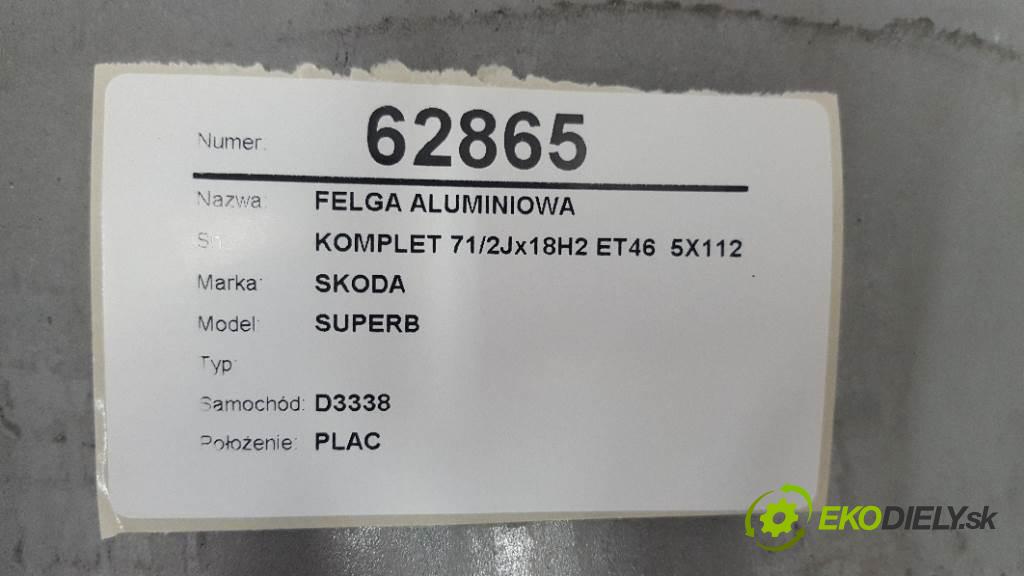 Numer: 62865
Nazwa: FELGA ALUMINIOWA
KOMPLET 71/2Jx18H2 ET46 5X112
Marka: SKODA
Model: SUPERB
Typ:
Samochód: D3338
Położenie: PLAC
EKODIELY.sk